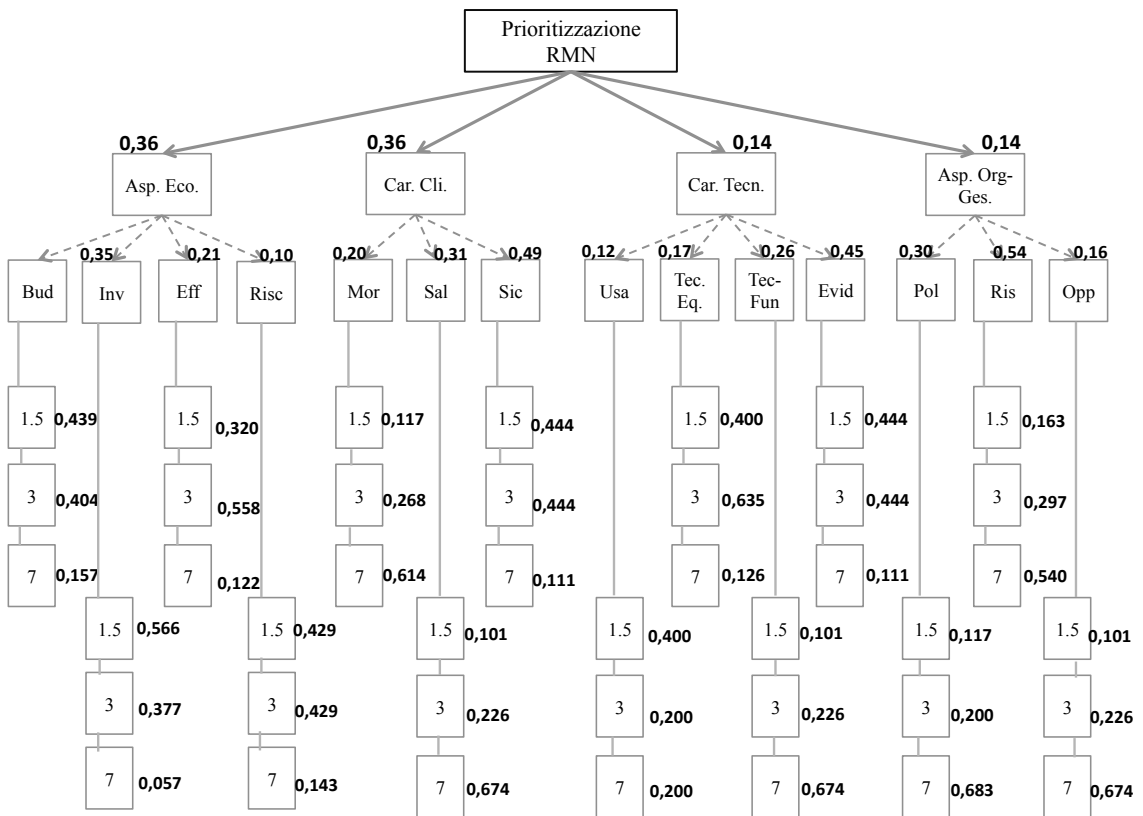 Prioritizzazione
RMN
0,36
0,36
0,14
0,14
Asp. Eco.
Car. Cli.
Car. Tecn.
Asp. Org-
Ges.
0,35
0,21
0,10
0,20
0,31
0,49
0,12
0,17
0,26
0,45
0,30
0,54
0,16
Bud
Inv
Eff
Risc
Mor
Sal
Sic
Usa
Tec.
Eq.
Tec-
Fun
Evid
Pol
Ris
Opp
1.5 0,439
1.5 0,320
1.5 0,117
1.5 0,444
1.5 0,400
1.5 0,444
1.5 0,163
3 0,404
3 0,558
3 0,268
3 0,444
3 0,635
3 0,444
3 0,297
7 0,157
7 0,122
7 0,614
7 0,111
7 0,126
7 0,111
7 0,540
1.5 0,566
1.5 0,429
1.5 0,101
1.5 0,400
1.5 0,101
1.5 0,117
1.5 0,101
3 0,377
3 0,429
3 0,226
3 0,200
3 0,226
3 0,200
3 0,226
7 0,057
7 0,143
7 0,674
7 0,200
7 0,674
7 0,683
7 0,674